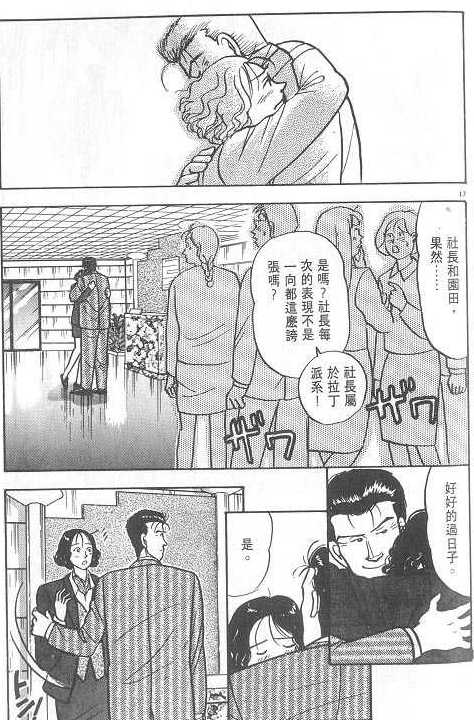 17
社長和園田，
果然……
是嗎？社長每
次的表現不是
一向都這麼誇
張嗎？
社長屬
於拉丁
派系！
ザワ
ザワ
好好的過日子。
是。